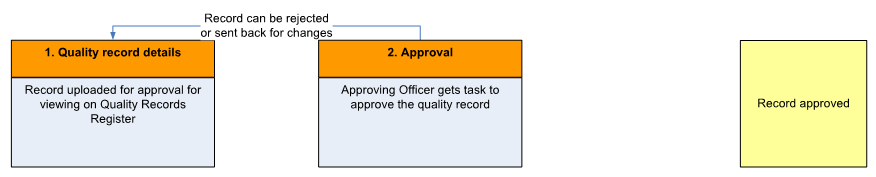 Record can be rejected
or sent back for changes
1. Quality record details
Record uploaded for approval for
viewing on Quality Records
Register
2. Approval
Approving Officer gets task to
approve the quality record
Record approved